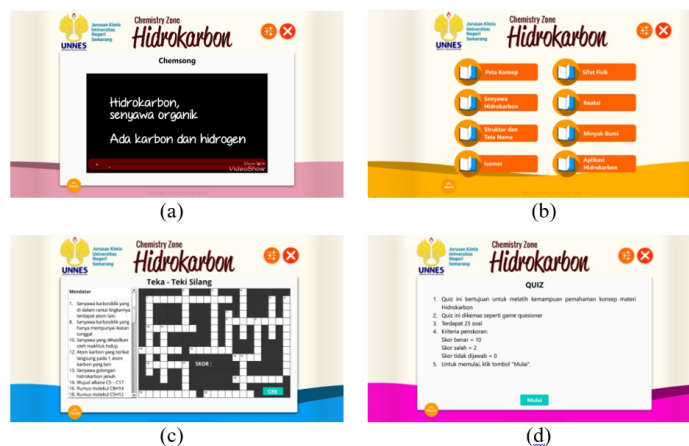 UNNES
Jurusan Kimia
Universitas
Negeri
Semarang
Chemistry Zone
Hidrokarbon
Chemsong
Hidrokarbon,
senyawa organik
Ada karbon dan hidrogen
Made With
VideoShow
(a)
UNNES
Jurusan Kimia
Universitas
Negeri
Semarang
Chemistry Zone
Hidrokarbon
Peta Konsep
Sifat Fisik
Senyawa
Hidrokarbon
Reaksi
Struktur dan
Tata Nama
Minyak Bumi
Isomer
Aplikasi
Hidrokarbon
(b)
UNNES
Jurusan Kimia
Universitas
Negeri
Semarang
Chemistry Zone
Hidrokarbon
Teka - Teki Silang
Mendatar
1. Senyawa karbosiklik yang
di dalam rantai lingkarnya
terdapat atom lain
8. Senyawa karbosiklik yang
hanya mempunyai ikatan
tunggal
10. Senyawa yang dihasilkan
oleh makhluk hidup
12. Atom karbon yang terikat
langsung pada 1 atom
karbon yang lain
13. Senyawa golongan
hidrokarbon jenuh
14. Wujud alkana C5 - C17
16. Rumus molekul C8H14
18. Rumus molekul C5H12
SKOR :
CEK
(c)
UNNES
Jurusan Kimia
Universitas
Negeri
Semarang
Chemistry Zone
Hidrokarbon
QUIZ
1. Quiz ini bertujuan untuk melatih kemampuan pemahaman konsep materi
Hidrokarbon
2. Quiz ini dikemas seperti game quesioner
3. Terdapat 25 soal
4. Kriteria penskoran:
Skor benar = 10
Skor salah = 2
Skor tidak dijawab = 0
5. Untuk memulai, klik tombol "Mulai".
Mulai
(d)